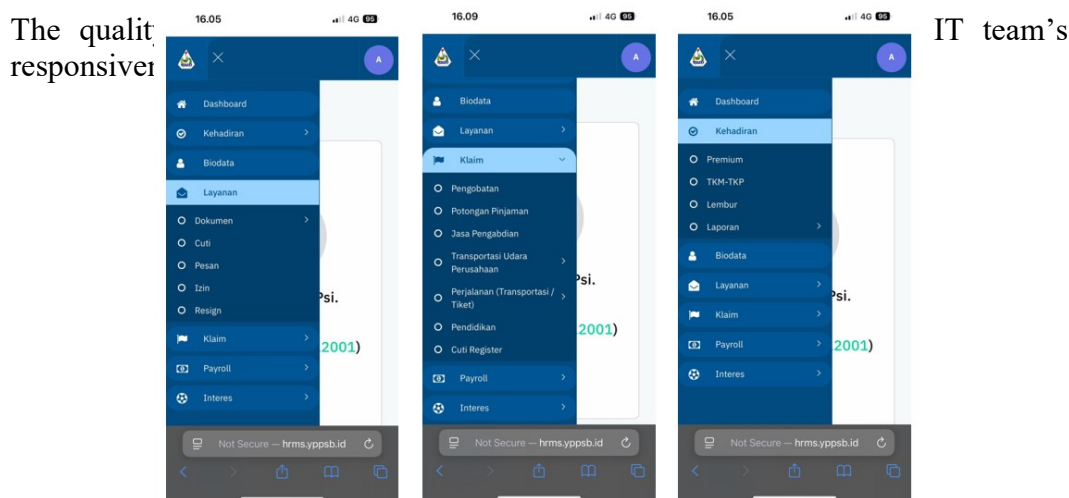 The quality
IT team's
16.05
4G 95
A
Dashboard
Kehadiran
Biodata
Layanan
Dokumen
Cuti
Pesan
Izin
Resign
Klaim
Payroll
Interes
Psi.
2001)
Not Secure — hrms.yppsb.id
16.09
4G 95
A
Biodata
Layanan
Klaim
Pengobatan
Potongan Pinjaman
Jasa Pengabdian
Transportasi Udara
Perusahaan
Perjalanan (Transportasi /
Tiket)
Pendidikan
Cuti Register
Payroll
Interes
Psi.
2001)
Not Secure — hrms.yppsb.id
16.05
4G 95
A
Dashboard
Kehadiran
Premium
TKM-TKP
Lembur
Laporan
Biodata
Layanan
Klaim
Payroll
Interes
Psi.
2001)
Not Secure — hrms.yppsb.id